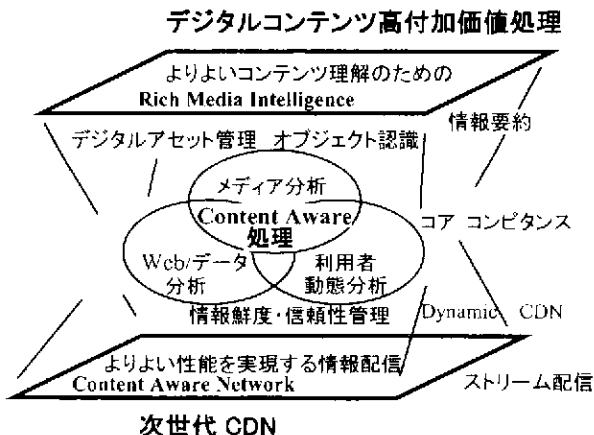 デジタルコンテンツ高付加価値処理
よりよいコンテンツ理解のための
Rich Media Intelligence
情報要約
デジタルアセット管理 オブジェクト認識
メディア分析
Content Aware
処理
コア コンピタンス
Web/データ
分析
利用者
動態分析
情報鮮度・信頼性管理
Dynamic CDN
よりよい性能を実現する情報配信
Content Aware Network
ストリーム配信
次世代 CDN